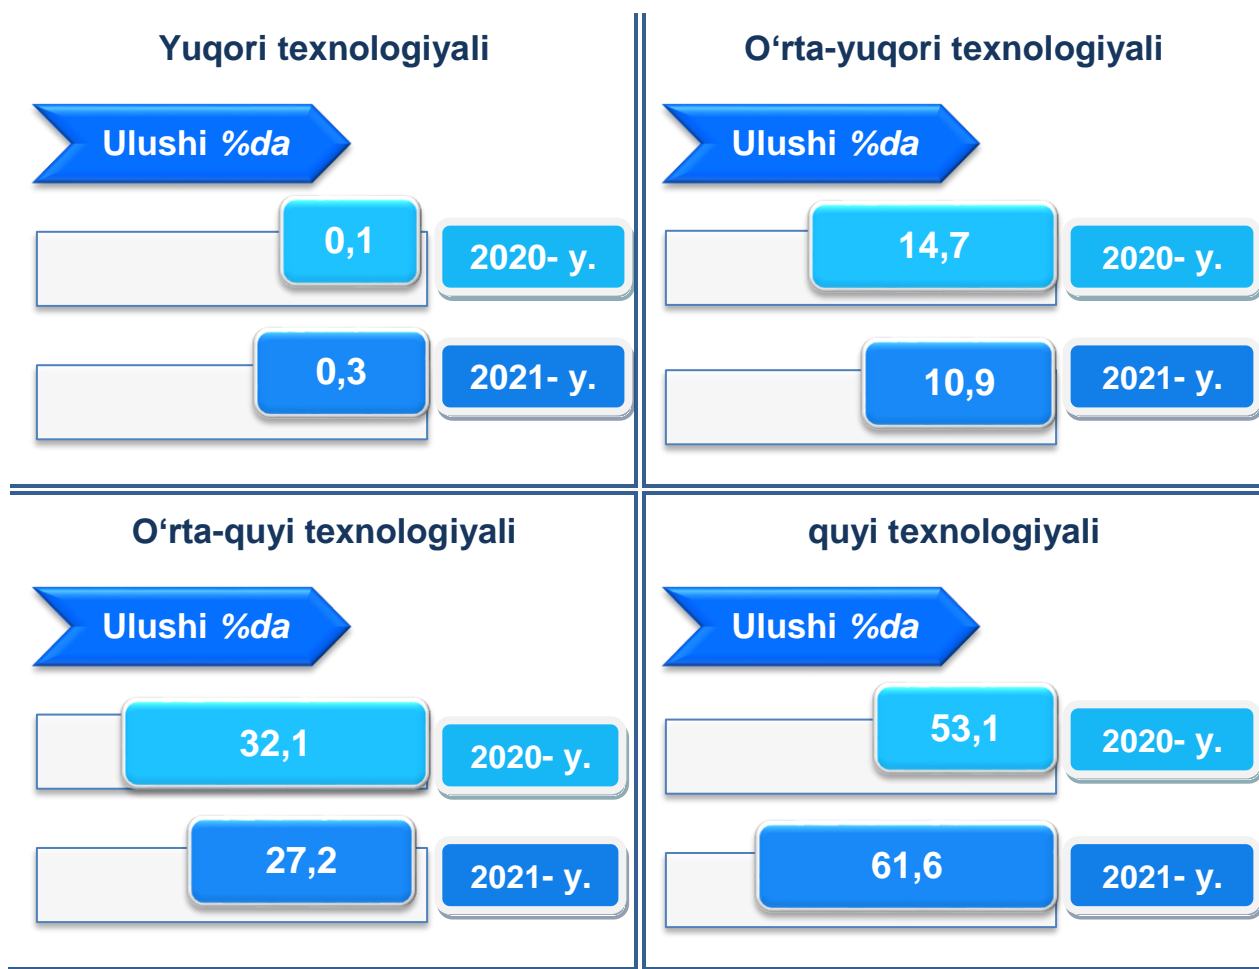 Yuqori texnologiyali
Ulushi %da
0,1
2020- y.
0,3
2021- y.
O‘rta-yuqori texnologiyali
Ulushi %da
14,7
2020- y.
10,9
2021- y.
O‘rta-quyi texnologiyali
Ulushi %da
32,1
2020- y.
27,2
2021- y.
quyi texnologiyali
Ulushi %da
53,1
2020- y.
61,6
2021- y.